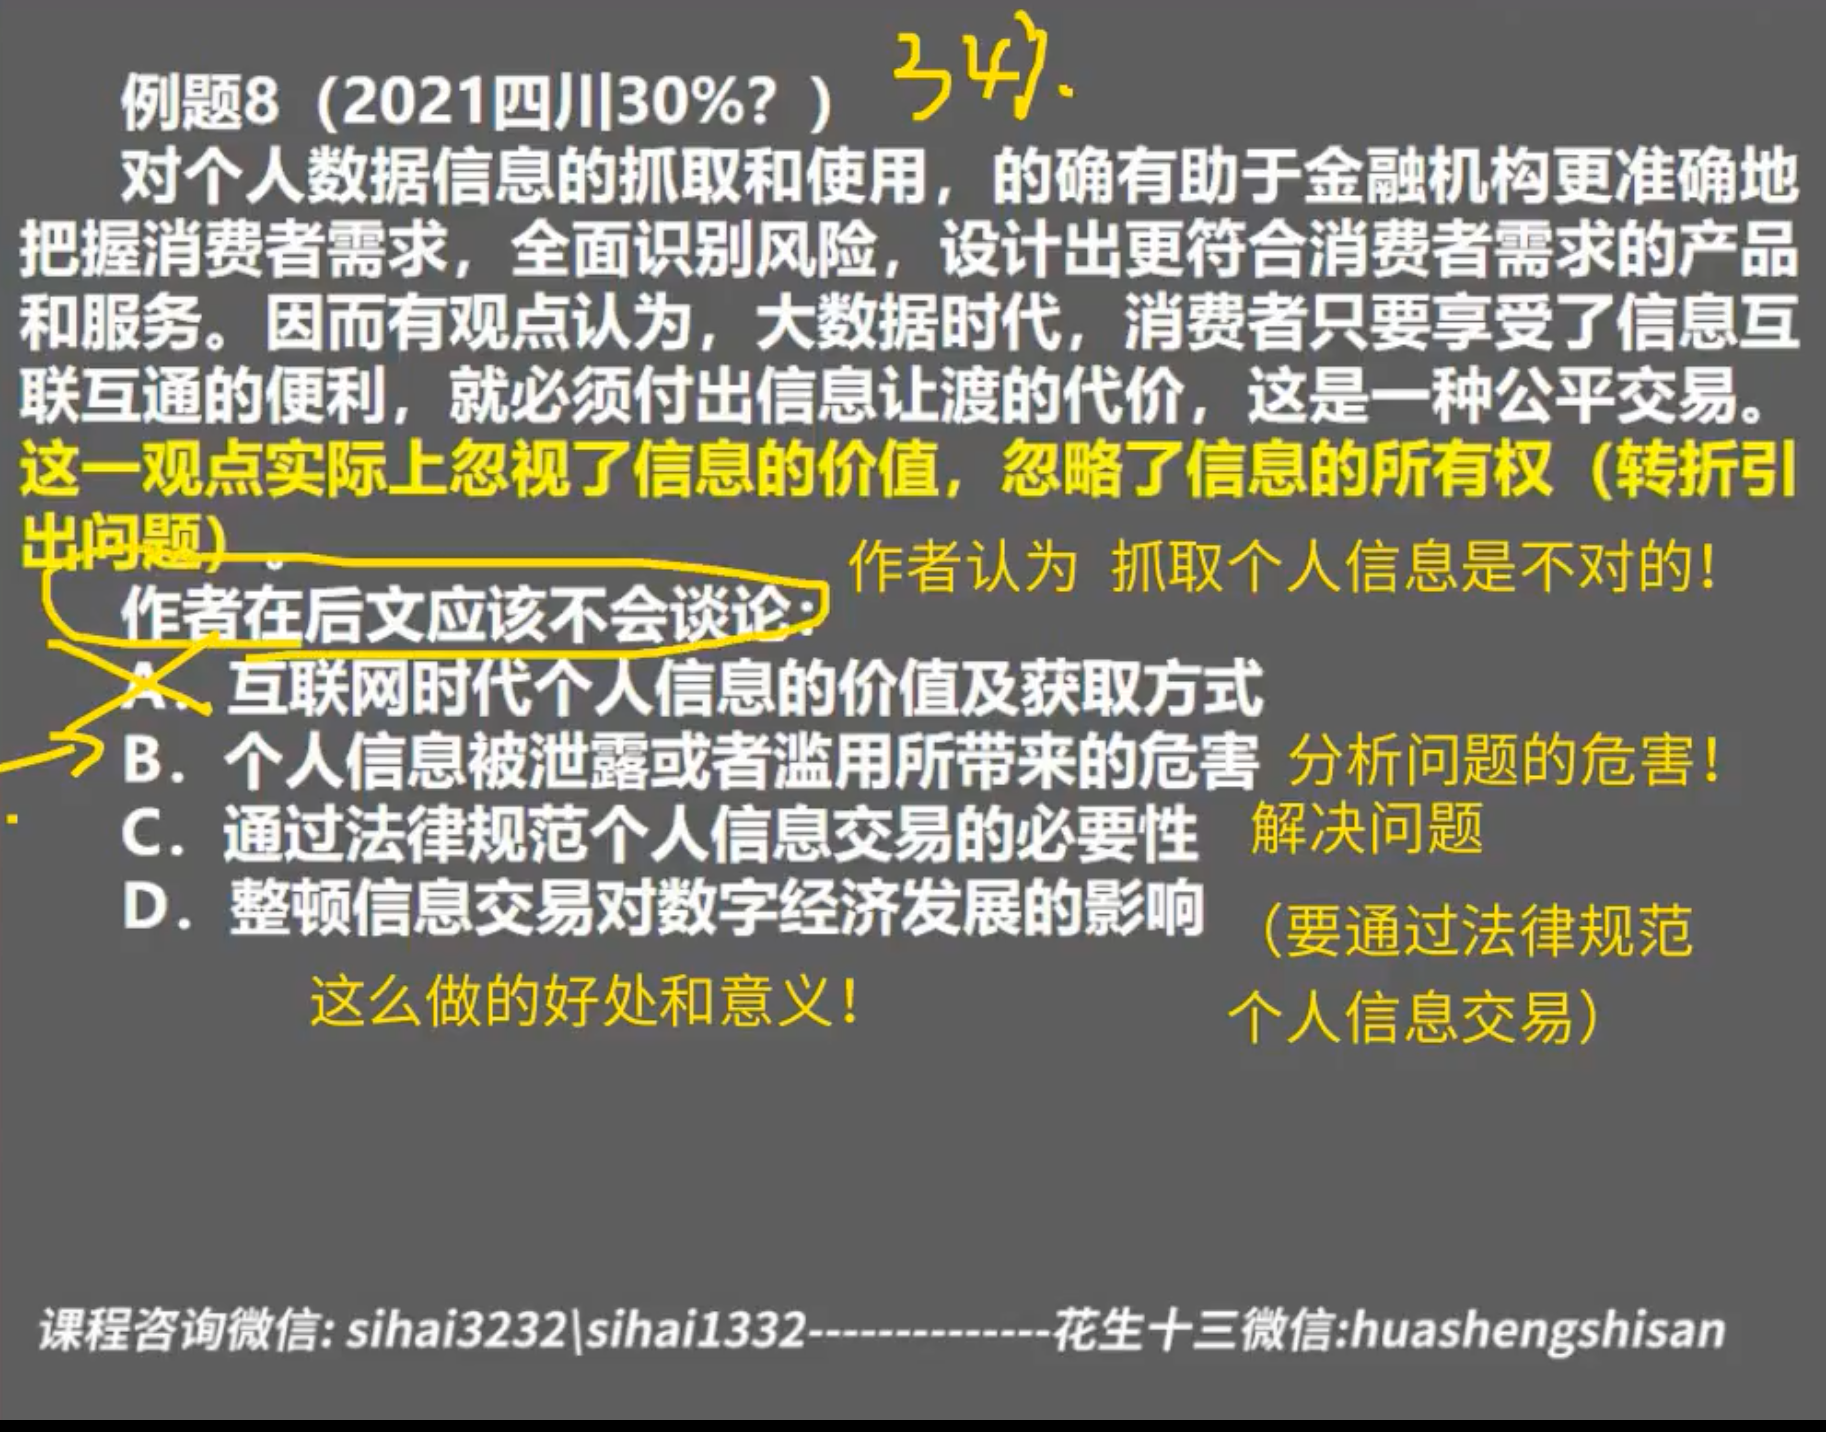 例题8（2021四川30%？） 34%.
对个人数据信息的抓取和使用，的确有助于金融机构更准确地
把握消费者需求，全面识别风险，设计出更符合消费者需求的产品
和服务。因而有观点认为，大数据时代，消费者只要享受了信息互
联互通的便利，就必须付出信息让渡的代价，这是一种公平交易。
这一观点实际上忽视了信息的价值，忽略了信息的所有权（转折引
出问题）。
作者认为 抓取个人信息是不对的！
作者在后文应该不会谈论：
A．互联网时代个人信息的价值及获取方式
B．个人信息被泄露或者滥用所带来的危害 分析问题的危害！
C．通过法律规范个人信息交易的必要性 解决问题
D．整顿信息交易对数字经济发展的影响 （要通过法律规范
个人信息交易）
这么做的好处和意义！
课程咨询微信: sihai3232\sihai1332--------------花生十三微信:huashengshisan